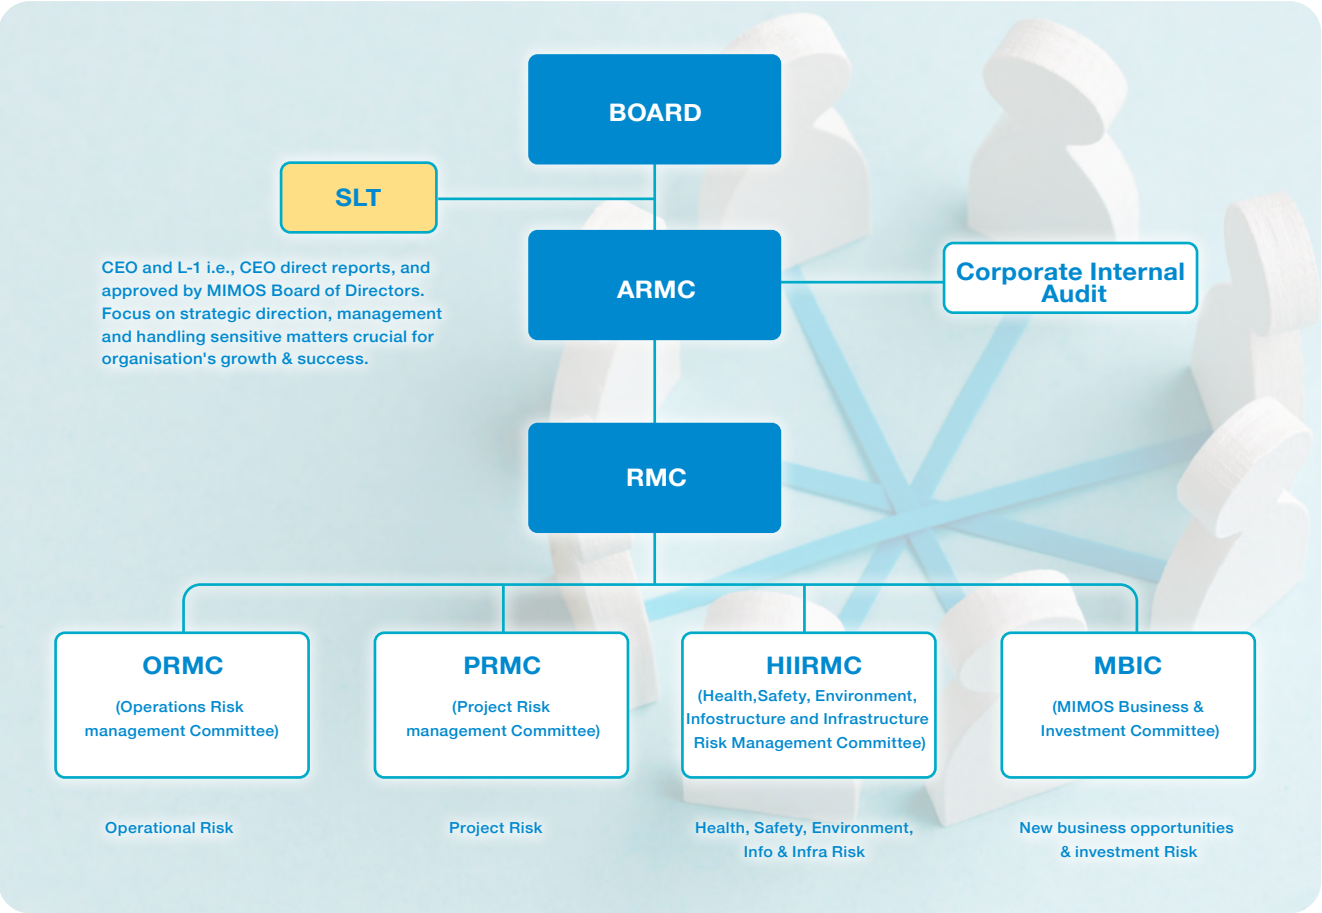 BOARD
SLT
CEO and L-1 i.e., CEO direct reports, and
approved by MIMOS Board of Directors.
Focus on strategic direction, management
and handling sensitive matters crucial for
organisation's growth & success.
ARMC
Corporate Internal
Audit
RMC
ORMC
(Operations Risk
management Committee)
PRMC
(Project Risk
management Committee)
HIIRMC
(Health,Safety, Environment,
Infostructure and Infrastructure
Risk Management Committee)
MBIC
(MIMOS Business &
Investment Committee)
Operational Risk
Project Risk
Health, Safety, Environment,
Info & Infra Risk
New business opportunities
& investment Risk